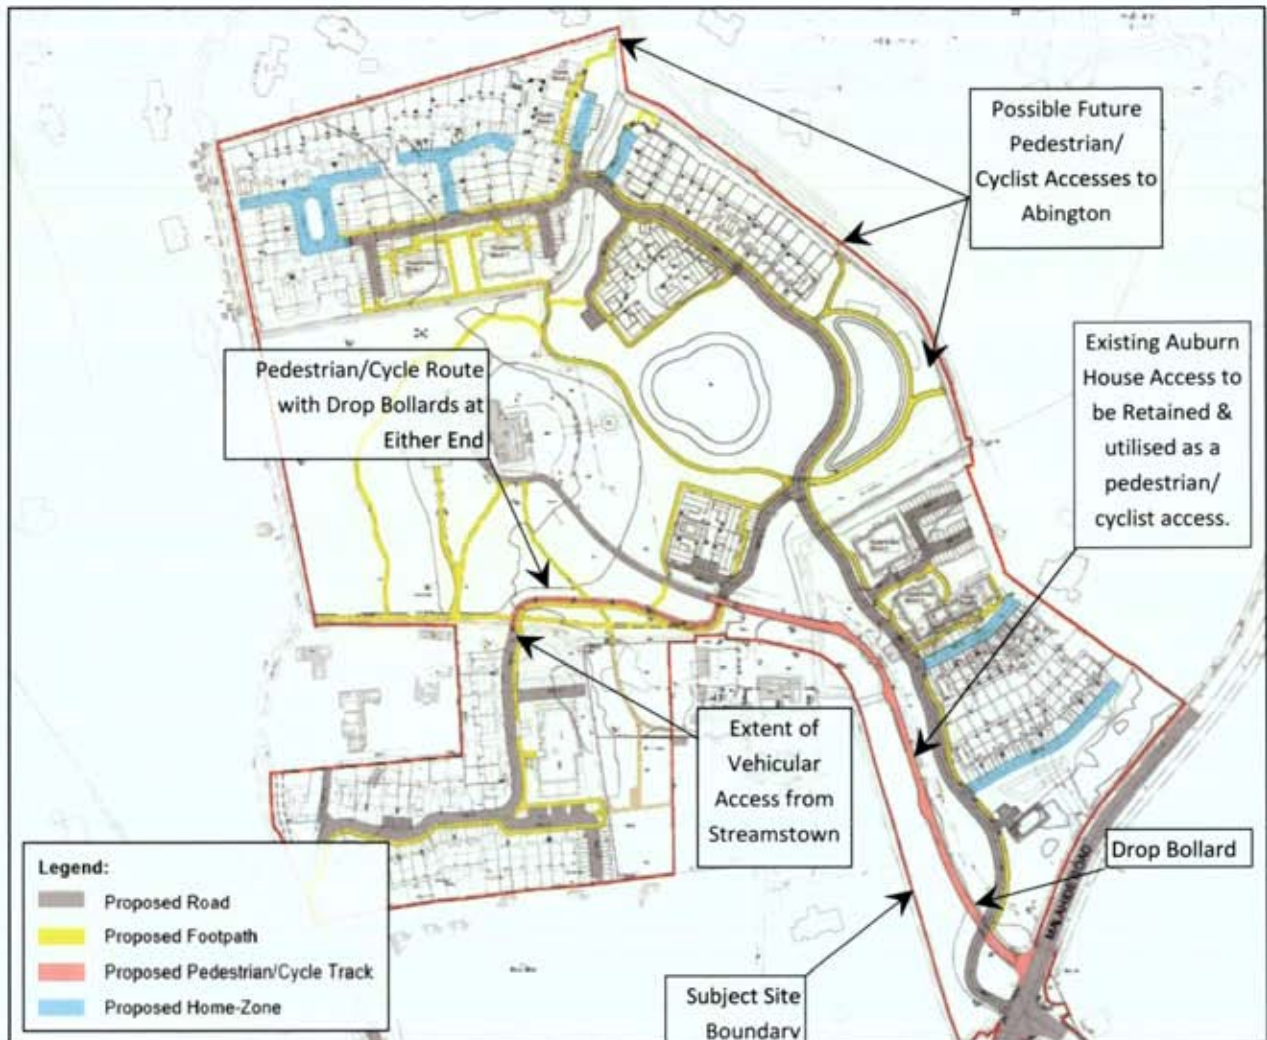 Possible Future
Pedestrian/
Cyclist Accesses to
Abington
Pedestrian/Cycle Route
with Drop Bollards at
Either End
Existing Auburn
House Access to
be Retained &
utilised as a
pedestrian/
cyclist access.
Extent of
Vehicular
Access from
Streamstown
Drop Bollard
MALAHIDE ROAD
Subject Site
Boundary
Legend:
Proposed Road
Proposed Footpath
Proposed Pedestrian/Cycle Track
Proposed Home-Zone